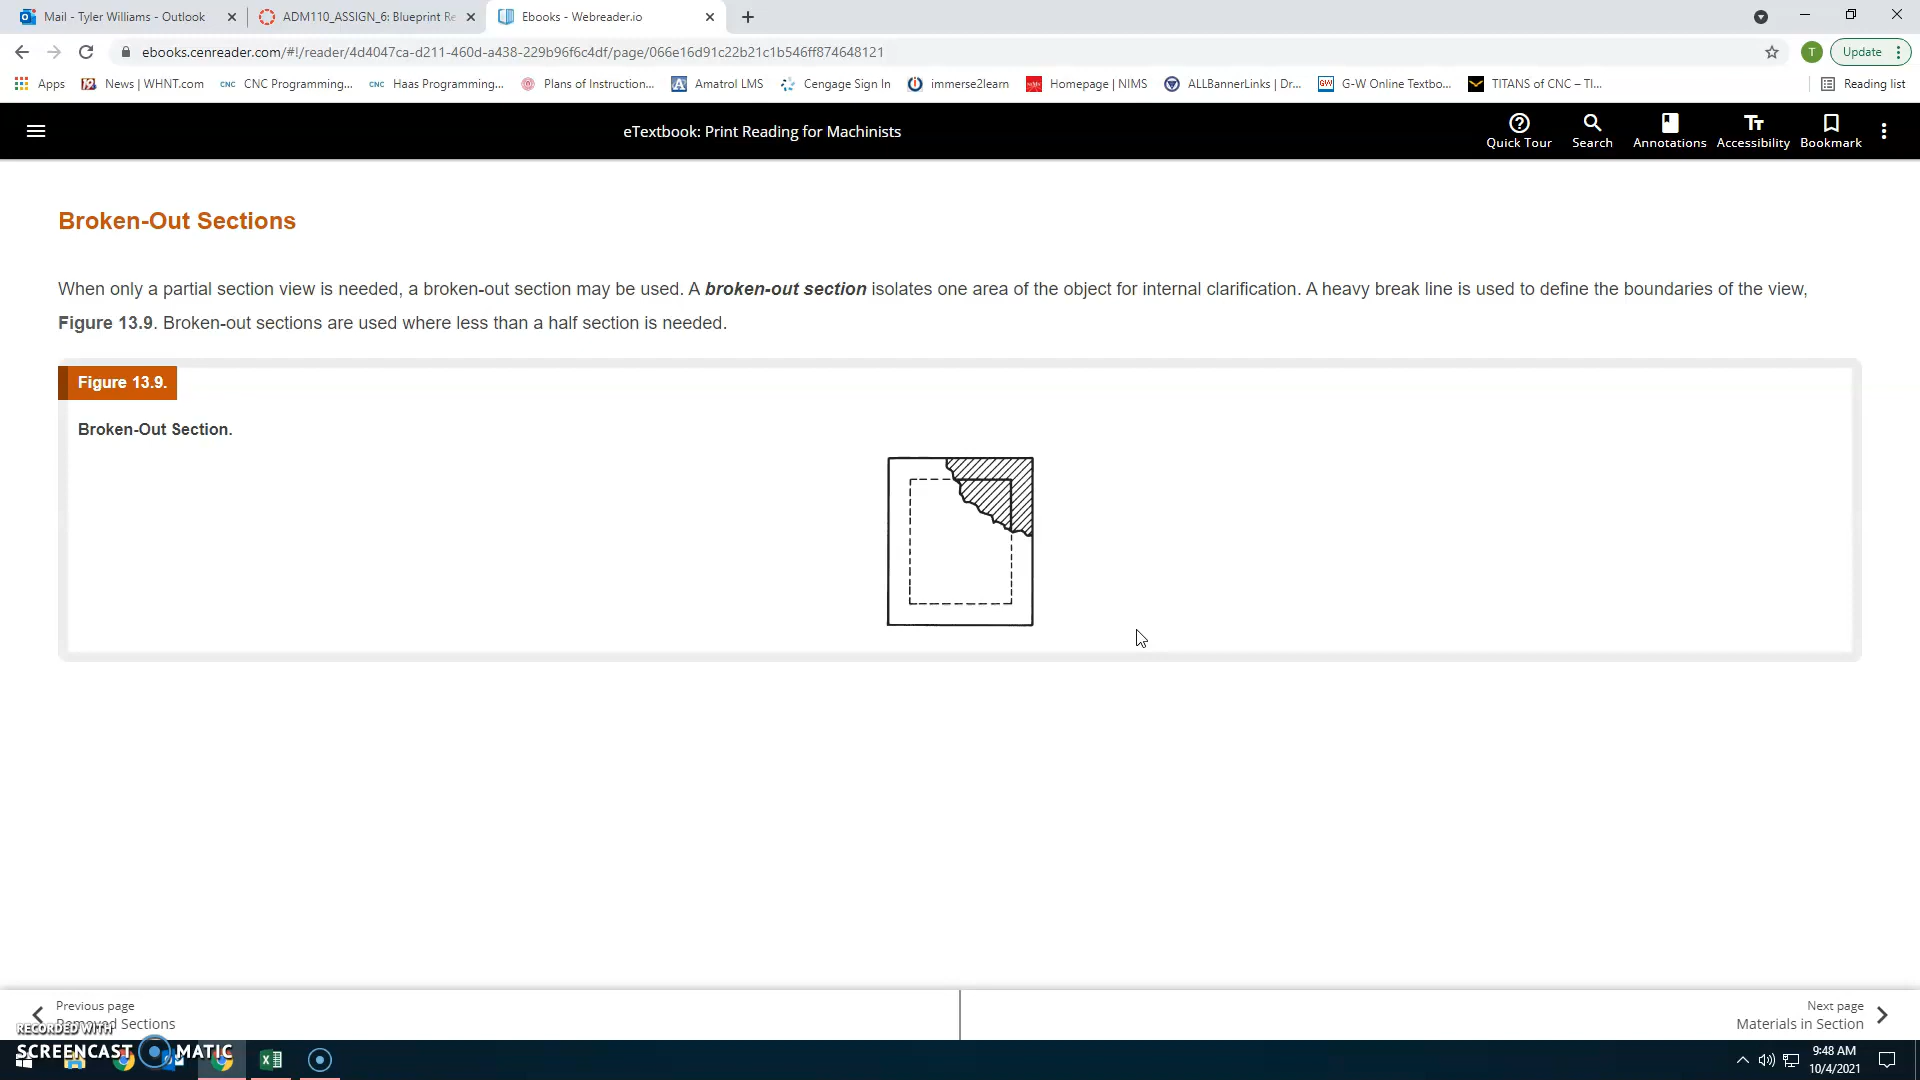 Mail - Tyler Williams - Outlook
ADM110_ASSIGN_6: Blueprint Re
Ebooks - Webreader.io
ebooks.cenreader.com/#!/reader/4d4047ca-d211-460d-a438-229b96f6c4df/page/066e16d91c22b21c1b546ff874648121
T
Update
Apps
News | WHNT.com
CNC CNC Programming...
CNC Haas Programming...
Plans of Instruction...
Amatrol LMS
Cengage Sign In
immerse2learn
Homepage | NIMS
ALLBannerLinks | Dr...
GW G-W Online Textbo...
TITANS of CNC – TI...
Reading list
eTextbook: Print Reading for Machinists
Quick Tour
Search
Annotations
Accessibility
Bookmark
Broken-Out Sections
When only a partial section view is needed, a broken-out section may be used. A broken-out section isolates one area of the object for internal clarification. A heavy break line is used to define the boundaries of the view,
Figure 13.9. Broken-out sections are used where less than a half section is needed.
Figure 13.9.
Broken-Out Section.
Previous page
Removed Sections
Next page
Materials in Section
RECORDED WITH
SCREENCAST MATIC
9:48 AM
10/4/2021